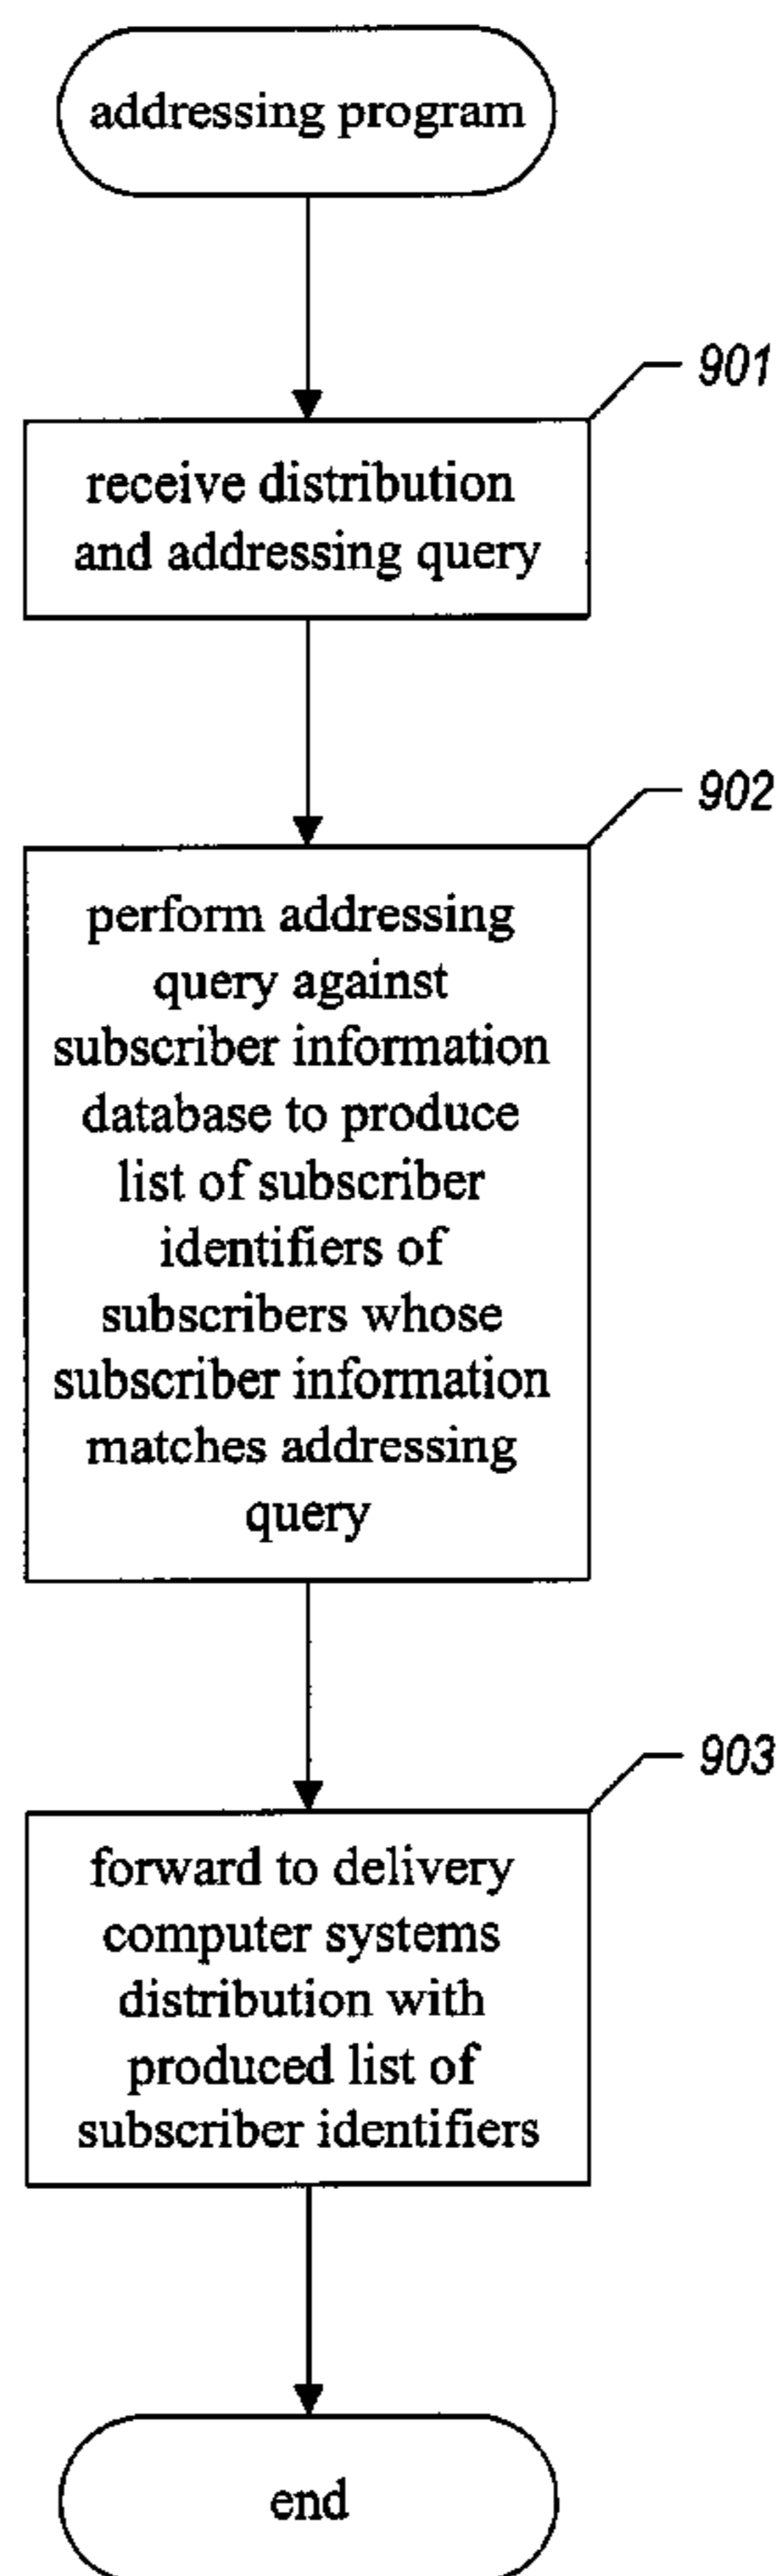 addressing program
901
receive distribution
and addressing query
902
perform addressing
query against
subscriber information
database to produce
list of subscriber
identifiers of
subscribers whose
subscriber information
matches addressing
query
903
forward to delivery
computer systems
distribution with
produced list of
subscriber identifiers
end